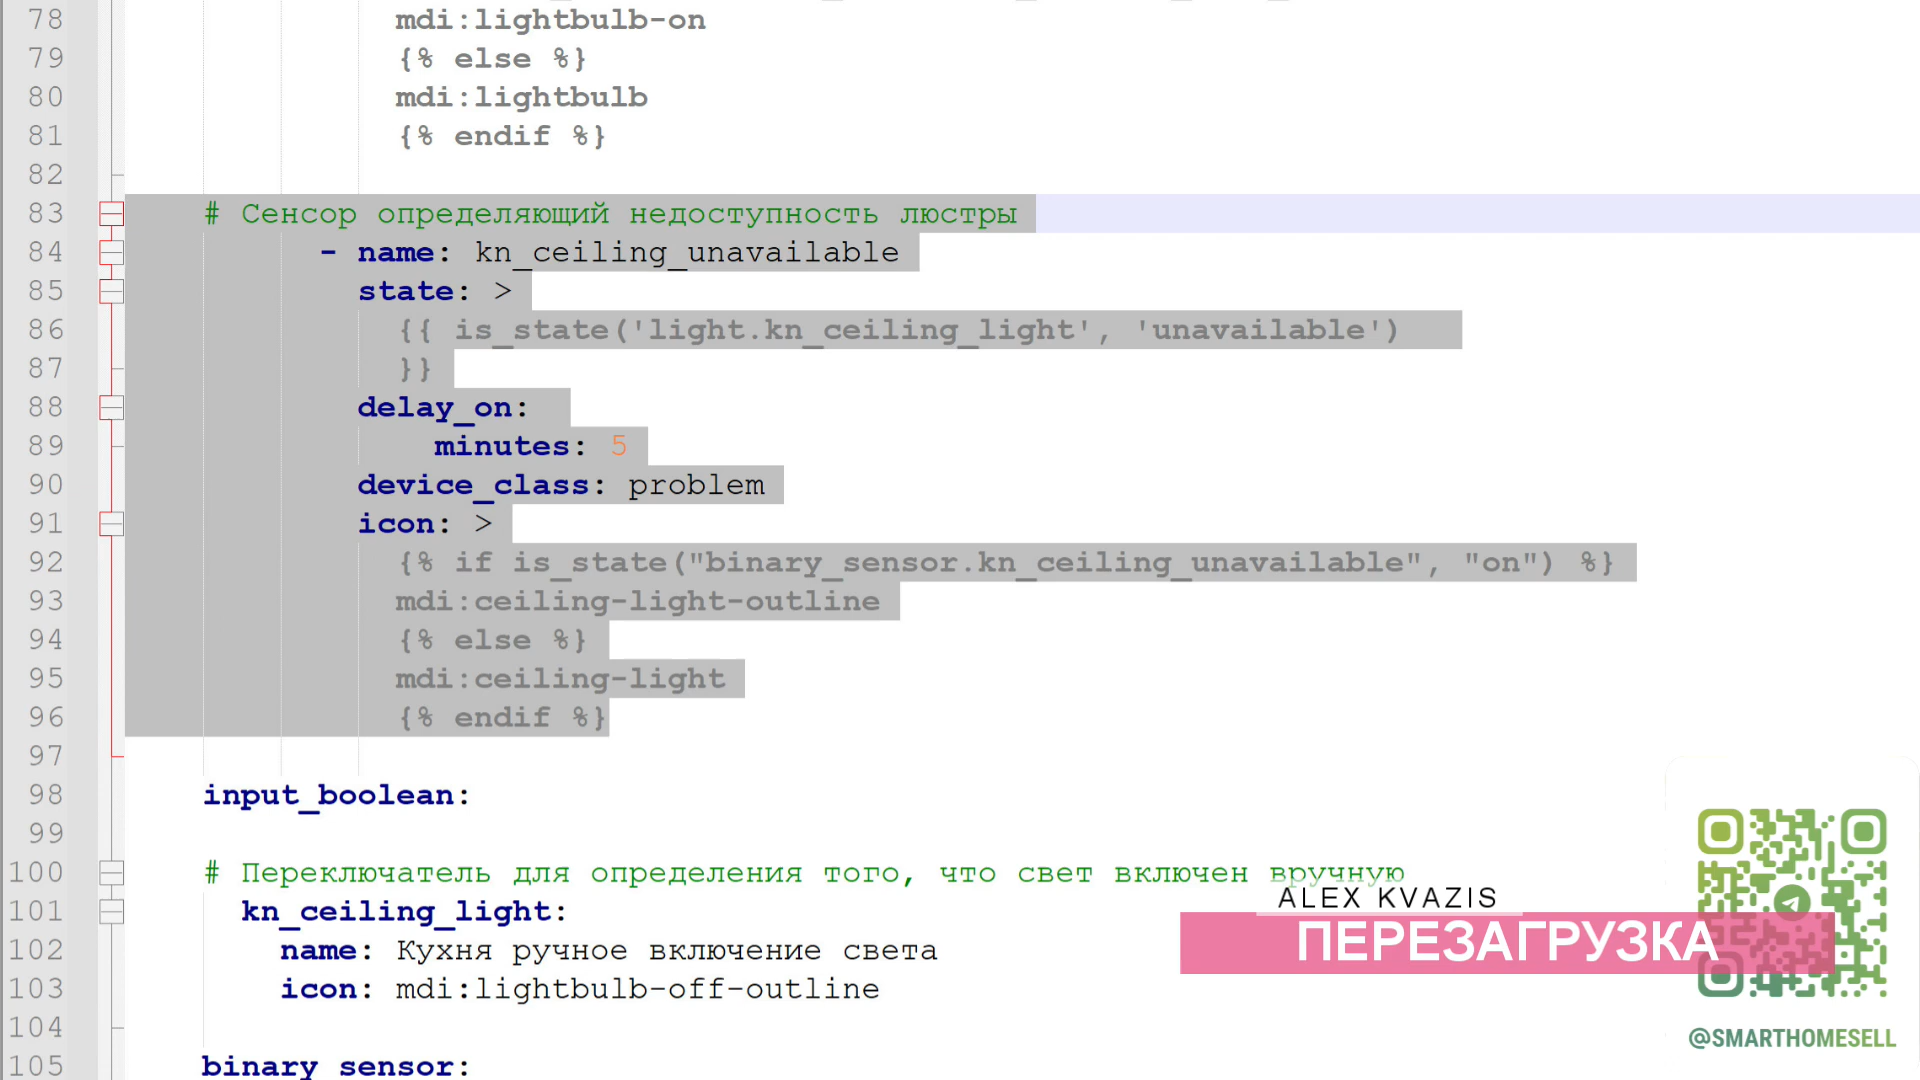 78 mdi:lightbulb-on
79 {% else %}
80 mdi:lightbulb
81 {% endif %}
82
83 # Сенсор определяющий недоступность люстры
84 - name: kn_ceiling_unavailable
85 state: >
86 {{ is_state('light.kn_ceiling_light', 'unavailable')
87 }}
88 delay_on:
89 minutes: 5
90 device_class: problem
91 icon: >
92 {% if is_state("binary_sensor.kn_ceiling_unavailable", "on") %}
93 mdi:ceiling-light-outline
94 {% else %}
95 mdi:ceiling-light
96 {% endif %}
97
98 input_boolean:
99
100 # Переключатель для определения того, что свет включен вручную
101 kn_ceiling_light:
102 name: Кухня ручное включение света
103 icon: mdi:lightbulb-off-outline
104
105 binary_sensor:
ALEX KVAZIS
ПЕРЕЗАГРУЗКА
@SMARTHOMESELL